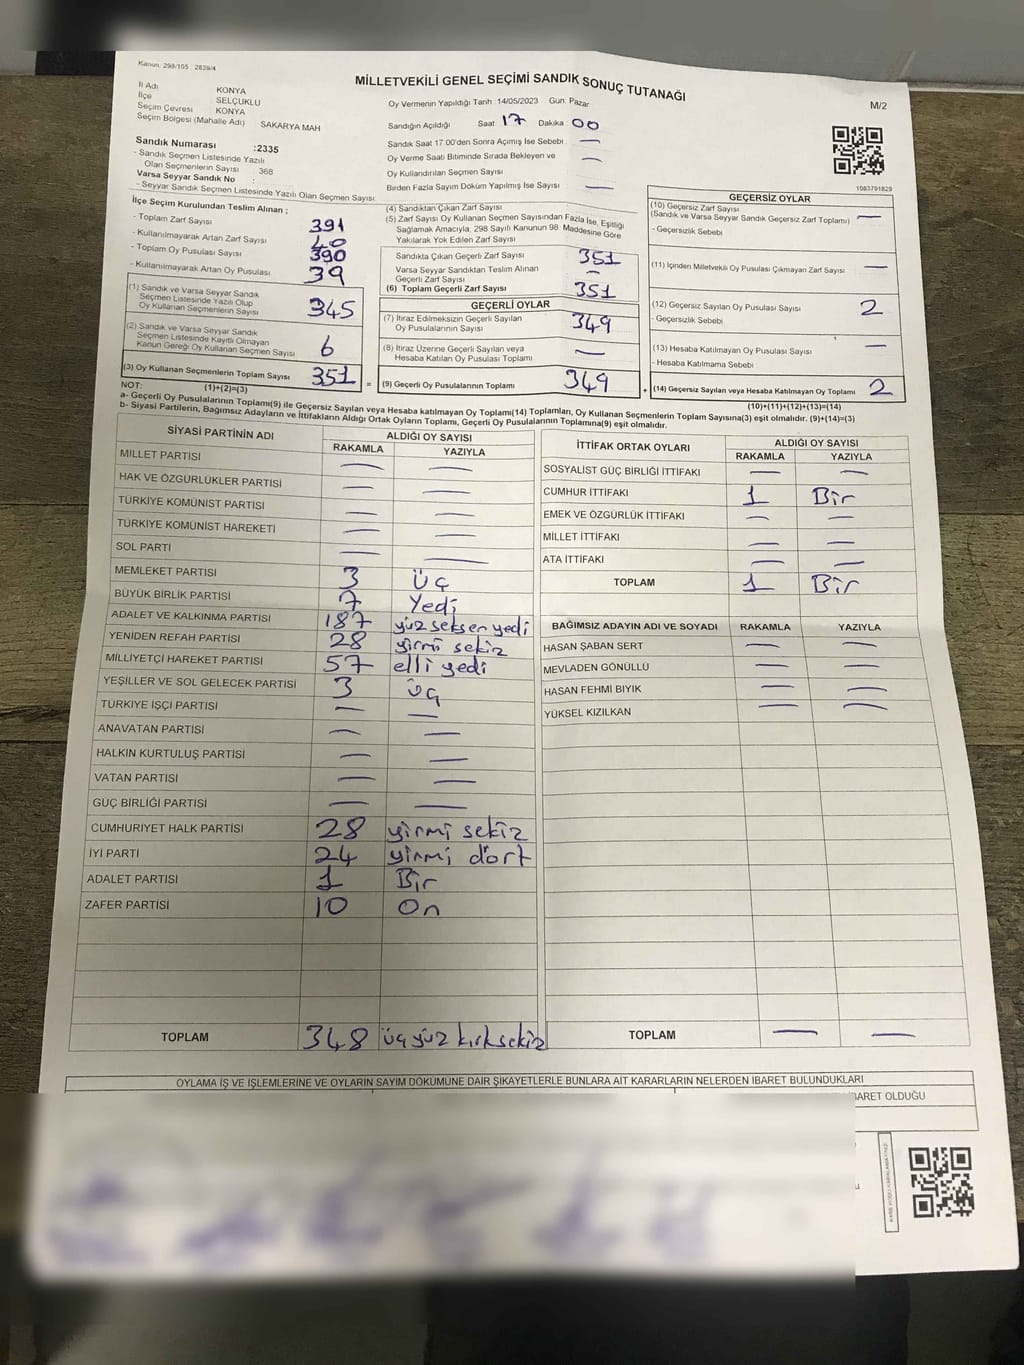 Kanun: 298/105 : 2839/4
MİLLETVEKİLİ GENEL SEÇİMİ SANDIK SONUÇ TUTANAĞI
M/2
İl Adı KONYA
İlçe SELÇUKLU
Seçim Çevresi KONYA
Seçim Bölgesi (Mahalle Adı) SAKARYA MAH
Oy Vermenin Yapıldığı Tarih : 14/05/2023 Gün: Pazar
Sandığın Açıldığı Saat 17 Dakika 00
Sandık Saat 17:00'den Sonra Açımış İse Sebebi —
Oy Verme Saati Bitiminde Sırada Bekleyen ve —
Oy Kullandırılan Seçmen Sayısı
Birden Fazla Sayım Döküm Yapılmış İse Sayısı —
Sandık Numarası :2335
- Sandık Seçmen Listesinde Yazılı
Olan Seçmenlerin Sayısı : 368
Varsa Seyyar Sandık No :
- Seyyar Sandık Seçmen Listesinde Yazılı Olan Seçmen Sayısı
1083791829
İlçe Seçim Kurulundan Teslim Alınan ;
- Toplam Zarf Sayısı 391
- Kullanılmayarak Artan Zarf Sayısı 40
- Toplam Oy Pusulası Sayısı 390
- Kullanılmayarak Artan Oy Pusulası 39
(1) Sandık ve Varsa Seyyar Sandık
Seçmen Listesinde Yazılı Olup
Oy Kullanan Seçmenlerin Sayısı 345
(2) Sandık ve Varsa Seyyar Sandık
Seçmen Listesinde Kayıtlı Olmayan
Kanun Gereği Oy Kullanan Seçmen Sayısı 6
(3) Oy Kullanan Seçmenlerin Toplam Sayısı 351
(1)+(2)=(3)
(4) Sandıktan Çıkan Zarf Sayısı
(5) Zarf Sayısı Oy Kullanan Seçmen Sayısından Fazla İse, Eşitliği
Sağlamak Amacıyla, 298 Sayılı Kanunun 98. Maddesine Göre
Yakılarak Yok Edilen Zarf Sayısı
Sandıkta Çıkan Geçerli Zarf Sayısı 351
Varsa Seyyar Sandıktan Teslim Alınan
Geçerli Zarf Sayısı —
(6) Toplam Geçerli Zarf Sayısı 351
GEÇERLİ OYLAR
(7) İtiraz Edilmeksizin Geçerli Sayılan
Oy Pusulalarının Sayısı 349
(8) İtiraz Üzerine Geçerli Sayılan veya
Hesaba Katılan Oy Pusulası Toplamı —
= (9) Geçerli Oy Pusulalarının Toplamı 349
GEÇERSİZ OYLAR
(10) Geçersiz Zarf Sayısı
(Sandık ve Varsa Seyyar Sandık Geçersiz Zarf Toplamı) —
- Geçersizlik Sebebi
(11) İçinden Milletvekili Oy Pusulası Çıkmayan Zarf Sayısı —
(12) Geçersiz Sayılan Oy Pusulası Sayısı 2
- Geçersizlik Sebebi
(13) Hesaba Katılmayan Oy Pusulası Sayısı —
- Hesaba Katılmama Sebebi
+ (14) Geçersiz Sayılan veya Hesaba Katılmayan Oy Toplamı 2
(10)+(11)+(12)+(13)=(14)
NOT:
a- Geçerli Oy Pusulalarının Toplamı(9) ile Geçersiz Sayılan veya Hesaba katılmayan Oy Toplamı(14) Toplamları, Oy Kullanan Seçmenlerin Toplam Sayısına(3) eşit olmalıdır. (9)+(14)=(3)
b- Siyasi Partilerin, Bağımsız Adayların ve İttifakların Aldığı Ortak Oyların Toplamı, Geçerli Oy Pusulalarının Toplamına(9) eşit olmalıdır.
SİYASİ PARTİNİN ADI ALDIĞI OY SAYISI
RAKAMLA YAZIYLA
MİLLET PARTİSİ — —
HAK VE ÖZGÜRLÜKLER PARTİSİ — —
TÜRKİYE KOMÜNİST PARTİSİ — —
TÜRKİYE KOMÜNİST HAREKETİ — —
SOL PARTİ — —
MEMLEKET PARTİSİ 3 üç
BÜYÜK BİRLİK PARTİSİ 7 Yedi
ADALET VE KALKINMA PARTİSİ 187 yüz seksen yedi
YENİDEN REFAH PARTİSİ 28 yirmi sekiz
MİLLİYETÇİ HAREKET PARTİSİ 57 elli yedi
YEŞİLLER VE SOL GELECEK PARTİSİ 3 üç
TÜRKİYE İŞÇİ PARTİSİ — —
ANAVATAN PARTİSİ — —
HALKIN KURTULUŞ PARTİSİ — —
VATAN PARTİSİ — —
GÜÇ BİRLİĞİ PARTİSİ — —
CUMHURİYET HALK PARTİSİ 28 yirmi sekiz
İYİ PARTİ 24 yirmi dört
ADALET PARTİSİ 1 Bir
ZAFER PARTİSİ 10 On
TOPLAM 348 üçyüz kırksekiz
İTTİFAK ORTAK OYLARI ALDIĞI OY SAYISI
RAKAMLA YAZIYLA
SOSYALİST GÜÇ BİRLİĞİ İTTİFAKI — —
CUMHUR İTTİFAKI 1 Bir
EMEK VE ÖZGÜRLÜK İTTİFAKI — —
MİLLET İTTİFAKI — —
ATA İTTİFAKI — —
TOPLAM 1 Bir
BAĞIMSIZ ADAYIN ADI VE SOYADI RAKAMLA YAZIYLA
HASAN ŞABAN SERT — —
MEVLADEN GÖNÜLLÜ — —
HASAN FEHMİ BIYIK — —
YÜKSEL KIZILKAN — —
TOPLAM — —
OYLAMA İŞ VE İŞLEMLERİNE VE OYLARIN SAYIM DÖKÜMÜNE DAİR ŞİKAYETLERLE BUNLARA AİT KARARLARIN NELERDEN İBARET BULUNDUKLARI
İBARET OLDUĞU